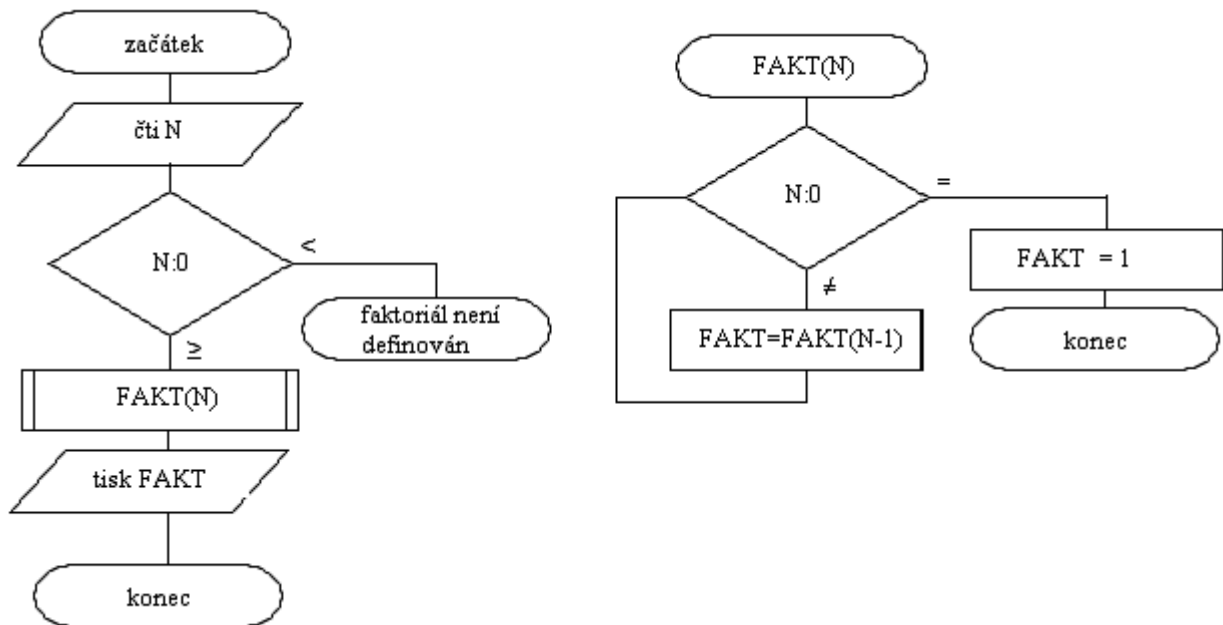 začátek
čti N
N:0
<
faktoriál není
definován
≥
FAKT(N)
tisk FAKT
konec
FAKT(N)
N:0
=
FAKT = 1
≠
FAKT=FAKT(N-1)
konec